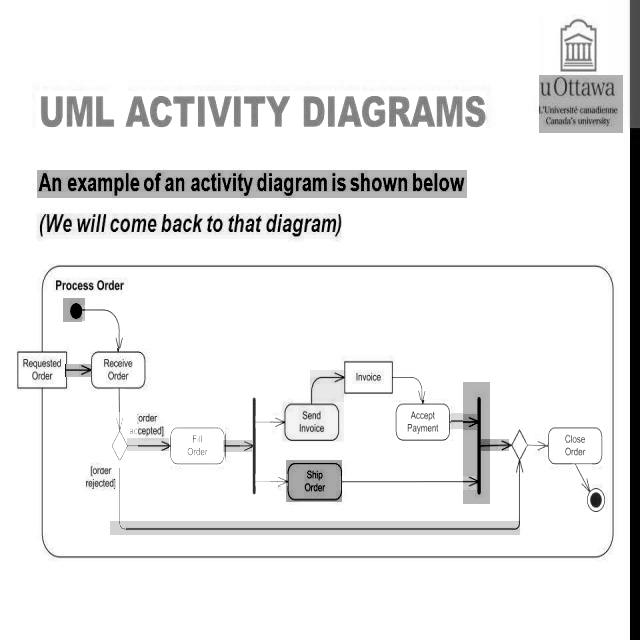 uOttawa
L'Université canadienne
Canada's university
UML ACTIVITY DIAGRAMS
An example of an activity diagram is shown below
(We will come back to that diagram)
Process Order
Requested
Order
Receive
Order
[order
accepted]
[order
rejected]
Fill
Order
Send
Invoice
Invoice
Accept
Payment
Ship
Order
Close
Order